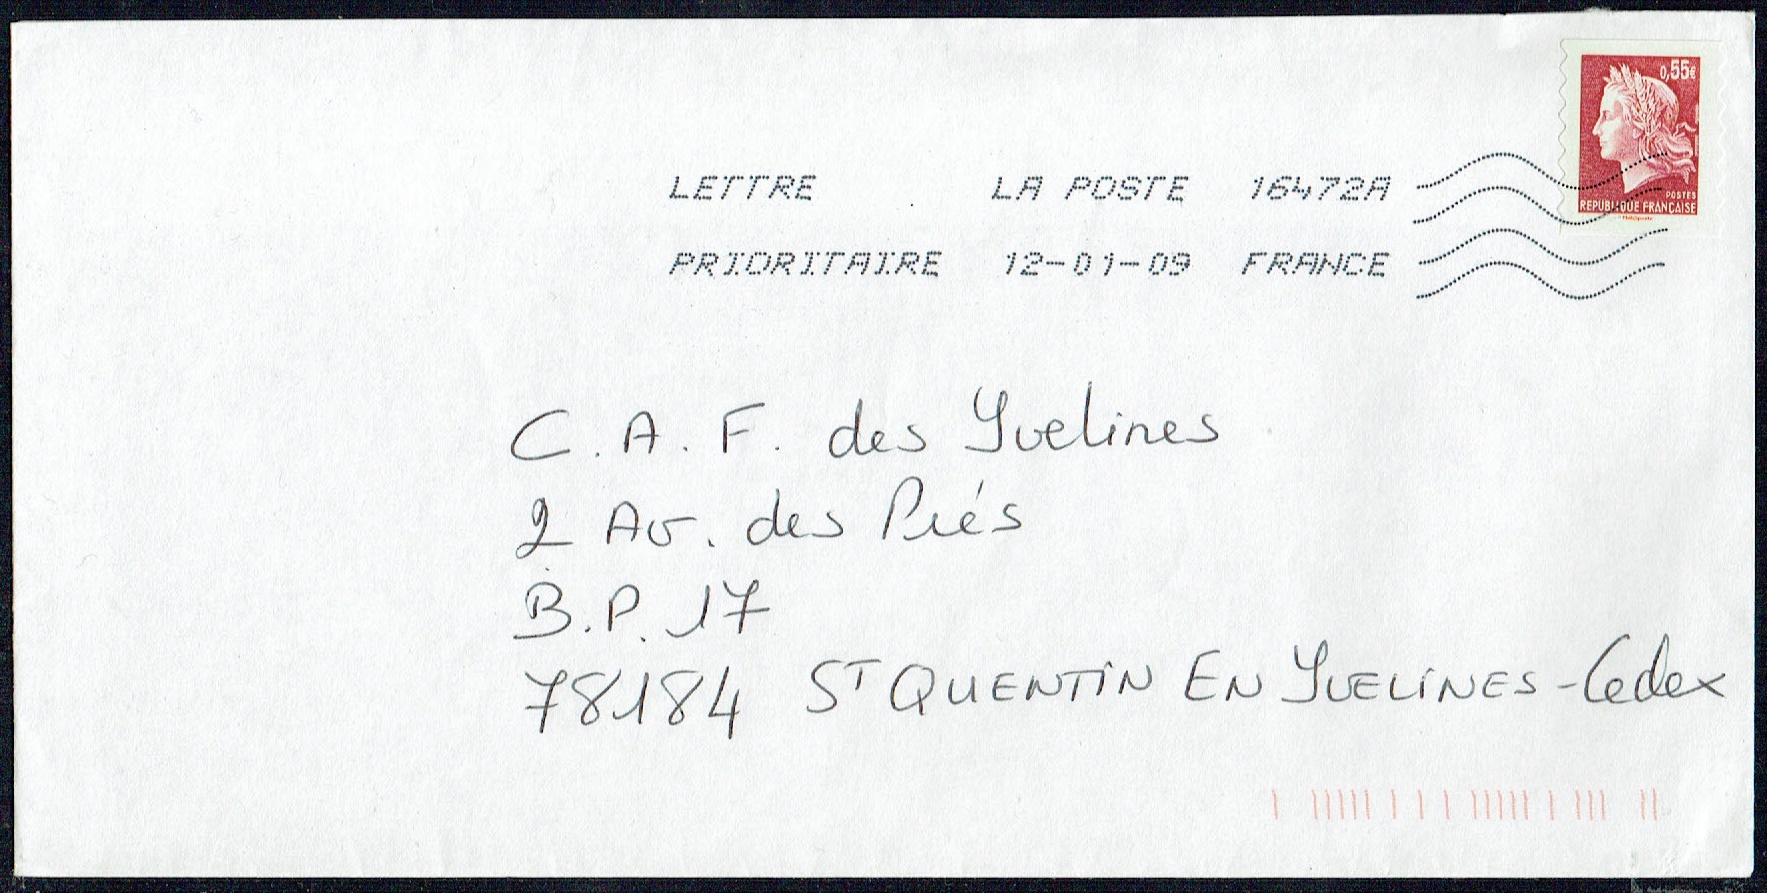 0,55€
POSTES
REPUBLIQUE FRANÇAISE
LETTRE LA POSTE 16472A
PRIORITAIRE 12-01-09 FRANCE
C.A.F. des Yvelines
2 Av. des Prés
B.P. 17
78184 ST QUENTIN EN YVELINES - Cedex